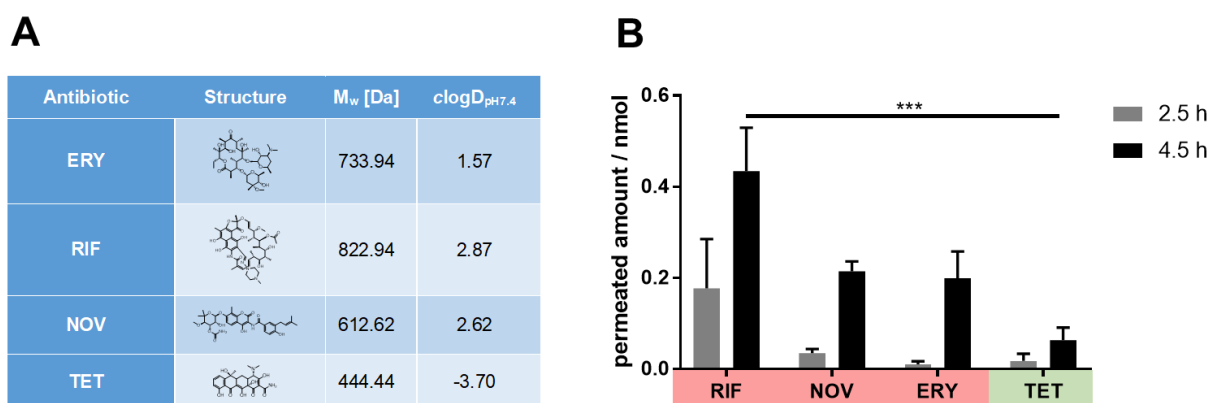 A
Antibiotic Structure Mw [Da] clogDpH7.4
ERY 733.94 1.57
RIF 822.94 2.87
NOV 612.62 2.62
TET 444.44 -3.70
B
permeated amount / nmol
0.6
0.4
0.2
0.0
***
2.5 h
4.5 h
RIF NOV ERY TET